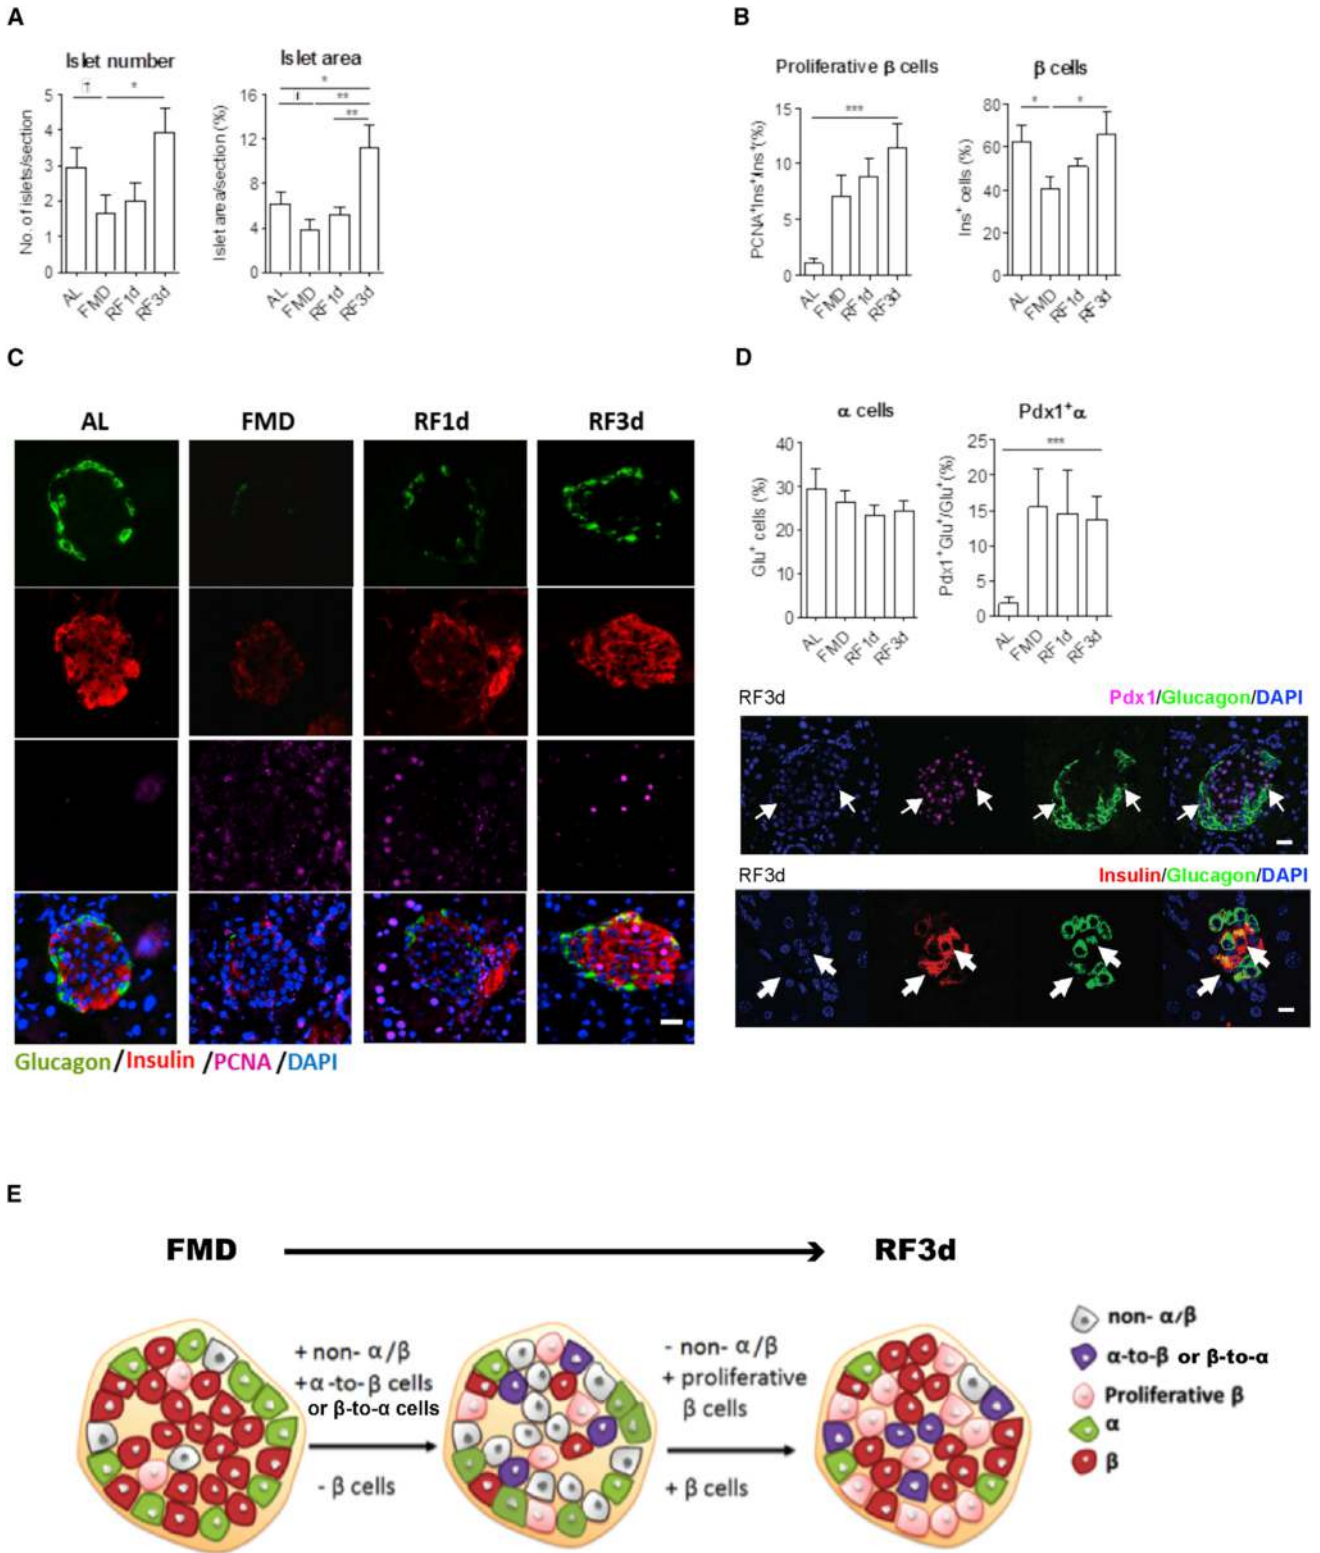 A
Islet number
*
No. of islets/section
5
4
3
2
1
0
AL
FMD
RF1d
RF3d
Islet area
*
**
**
Islet area/section (%)
16
12
8
4
0
AL
FMD
RF1d
RF3d
B
Proliferative β cells
***
PCNA⁺Ins⁺/Ins⁺(%)
15
10
5
0
AL
FMD
RF1d
RF3d
β cells
*
*
Ins⁺ cells (%)
80
60
40
20
0
AL
FMD
RF1d
RF3d
C
AL
FMD
RF1d
RF3d
Glucagon/Insulin /PCNA /DAPI
D
α cells
Glu⁺ cells (%)
40
30
20
10
0
AL
FMD
RF1d
RF3d
Pdx1⁺α
***
Pdx1⁺Glu⁺/Glu⁺(%)
25
20
15
10
5
0
AL
FMD
RF1d
RF3d
RF3d
Pdx1/Glucagon/DAPI
RF3d
Insulin/Glucagon/DAPI
E
FMD
RF3d
+ non- α/β
+α-to-β cells
or β-to-α cells
- β cells
- non- α/β
+ proliferative
β cells
+ β cells
non- α/β
α-to-β or β-to-α
Proliferative β
α
β